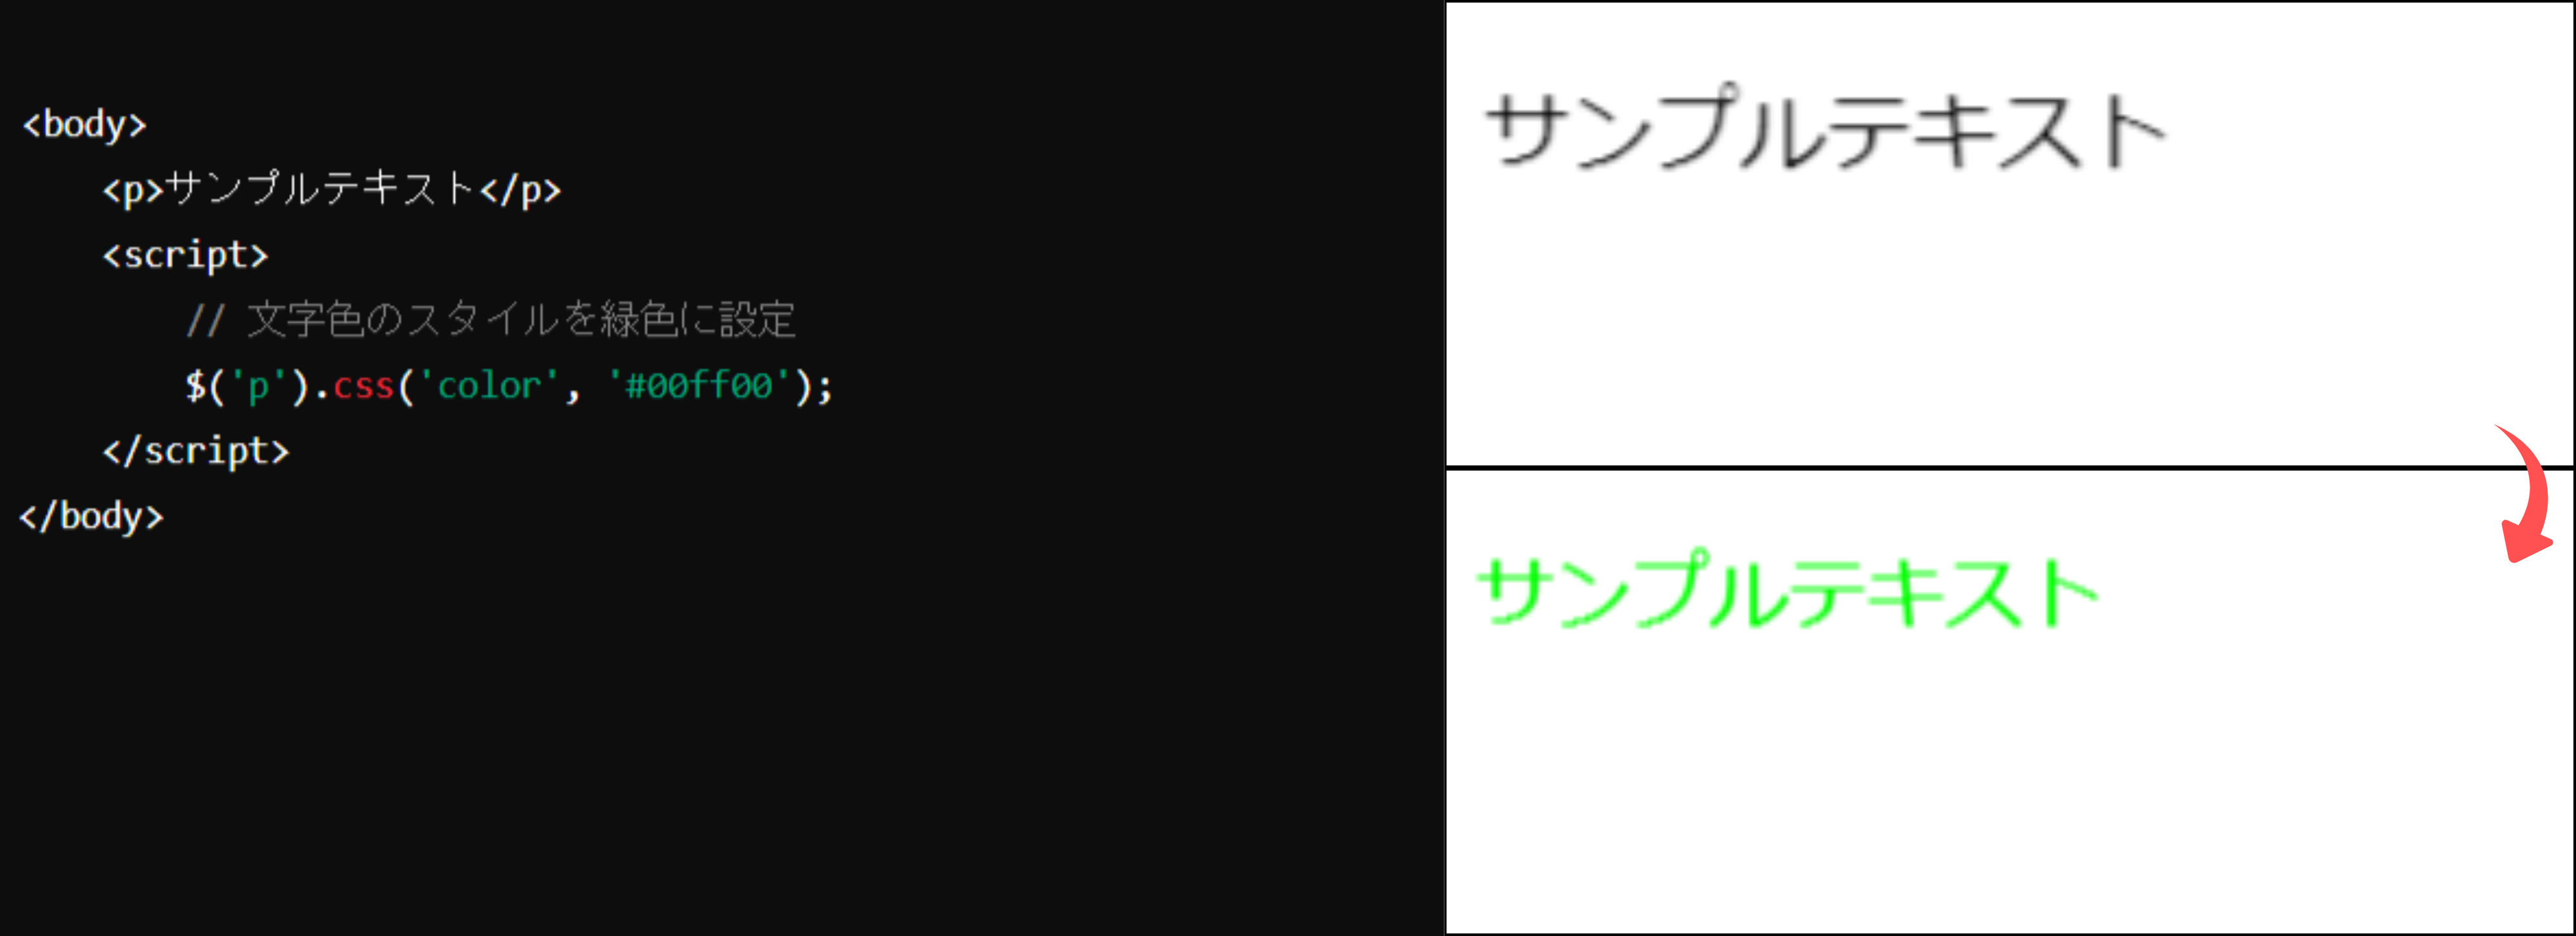 <body>
<p>サンプルテキスト</p>
<script>
// 文字色のスタイルを緑色に設定
$('p').css('color', '#00ff00');
</script>
</body>
サンプルテキスト
サンプルテキスト